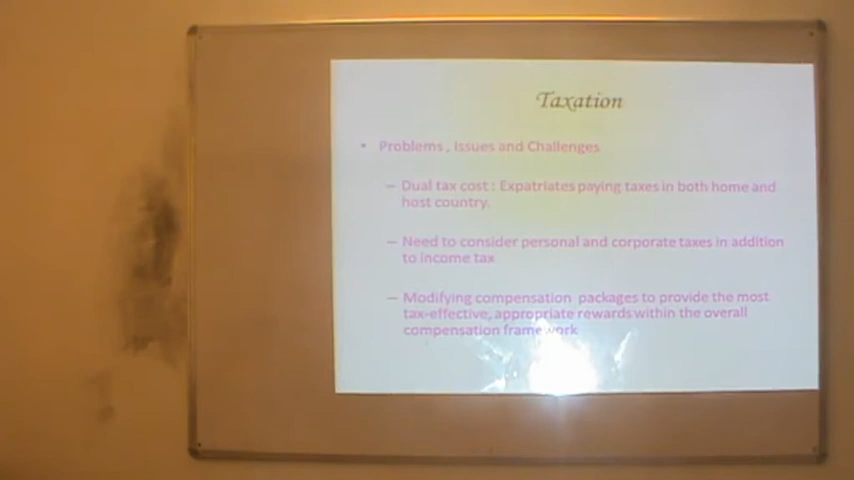 Taxation
• Problems , Issues and Challenges
– Dual tax cost : Expatriates paying taxes in both home and
host country.
– Need to consider personal and corporate taxes in addition
to income tax
– Modifying compensation packages to provide the most
tax-effective, appropriate rewards within the overall
compensation framework